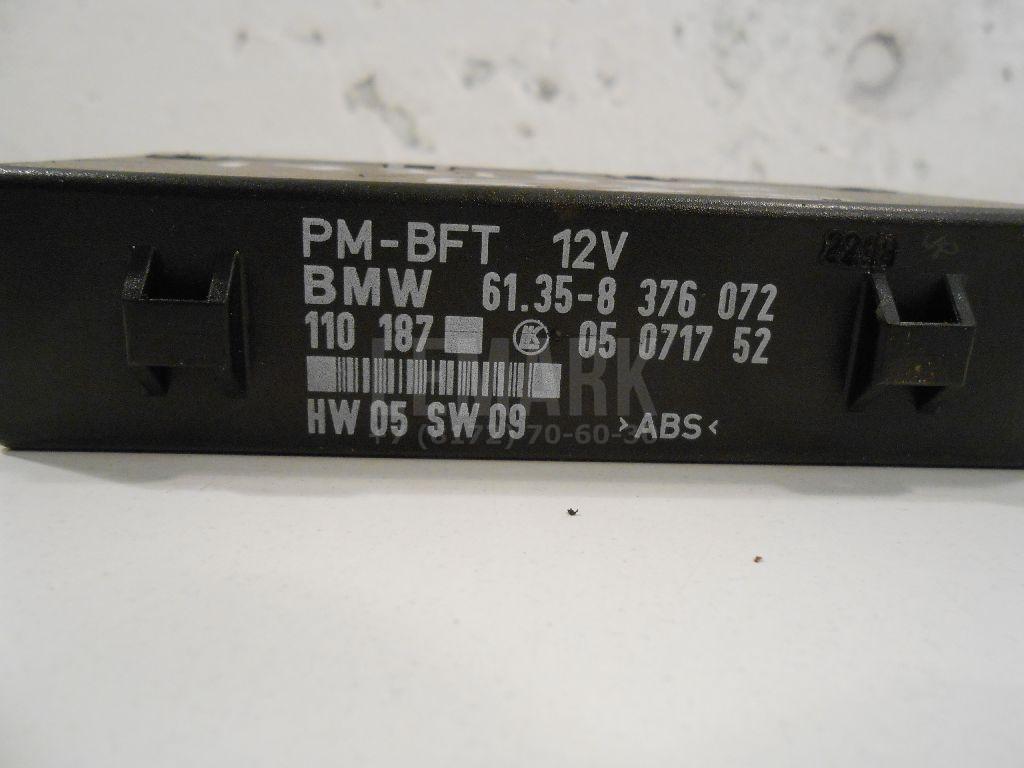 PM-BFT 12V
BMW 61.35-8 376 072
110 187 05 0717 52
HW 05 SW 09 >ABS<